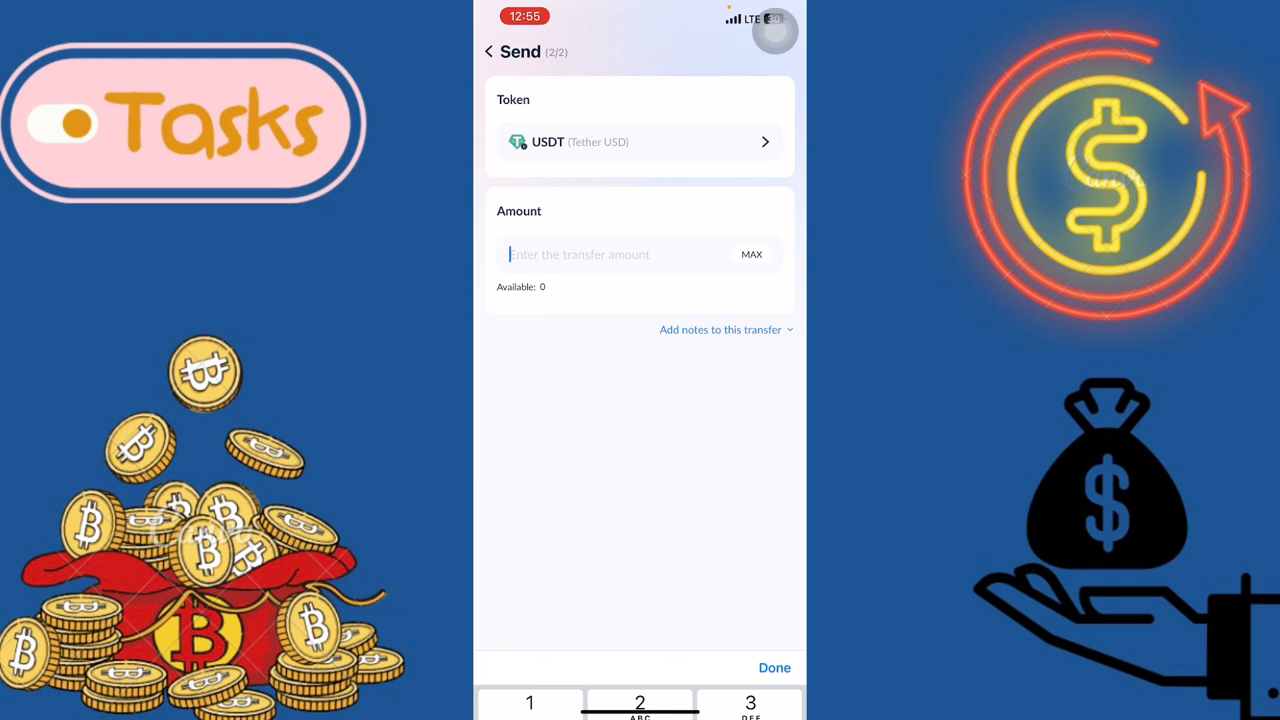 Tasks
12:55
LTE
Send (2/2)
Token
USDT (Tether USD)
Amount
Enter the transfer amount
MAX
Available: 0
Add notes to this transfer
Done
1
2
3
ABC
DEF